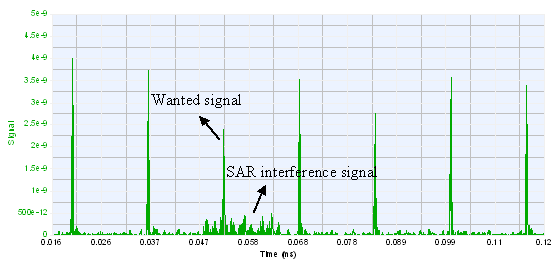 5e-9
4.5e-9
4e-9
3.5e-9
3e-9
2.5e-9
2e-9
1.5e-9
1e-9
500e-12
0
Signal
Wanted signal
SAR interference signal
0.016
0.026
0.037
0.047
0.058
0.068
0.078
0.089
0.099
0.11
0.12
Time (ns)